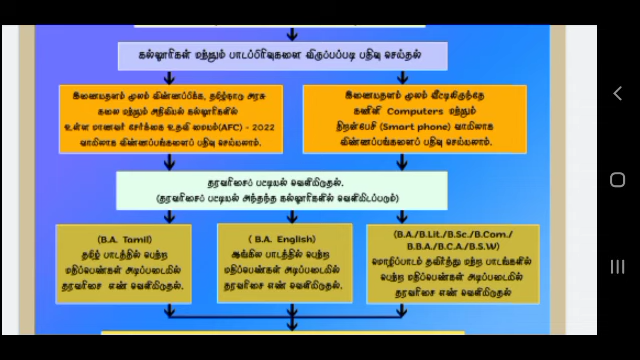 கல்லூரிகள் மற்றும் பாடப்பிரிவுகளை விருப்பப்படி பதிவு செய்தல்
இணையதளம் மூலம் விண்ணப்பிக்க, தமிழ்நாடு அரசு
கலை மற்றும் அறிவியல் கல்லூரிகளில்
உள்ள மாணவர் சேர்க்கை உதவி மையம்(AFC) - 2022
வாயிலாக விண்ணப்பங்களைப் பதிவு செய்யலாம்.
இணையதளம் மூலம் வீட்டிலிருந்தே
கணினி Computers மற்றும்
திறன்பேசி (Smart phone) வாயிலாக
விண்ணப்பங்களைப் பதிவு செய்யலாம்.
தரவரிசைப் பட்டியல் வெளியிடுதல்.
(தரவரிசைப் பட்டியல் அந்தந்த கல்லூரிகளில் வெளியிடப்படும்)
(B.A. Tamil)
தமிழ் பாடத்தில் பெற்ற
மதிப்பெண்கள் அடிப்படையில்
தரவரிசை எண் வெளியிடுதல்.
( B.A. English)
ஆங்கில பாடத்தில் பெற்ற
மதிப்பெண்கள் அடிப்படையில்
தரவரிசை எண் வெளியிடுதல்.
(B.A./B.Lit./B.Sc./B.Com./
B.B.A./B.C.A./B.S.W)
மொழிப்பாடம் தவிர்த்து மற்ற பாடங்களில்
பெற்ற மதிப்பெண்கள் அடிப்படையில்
தரவரிசை எண் வெளியிடுதல்